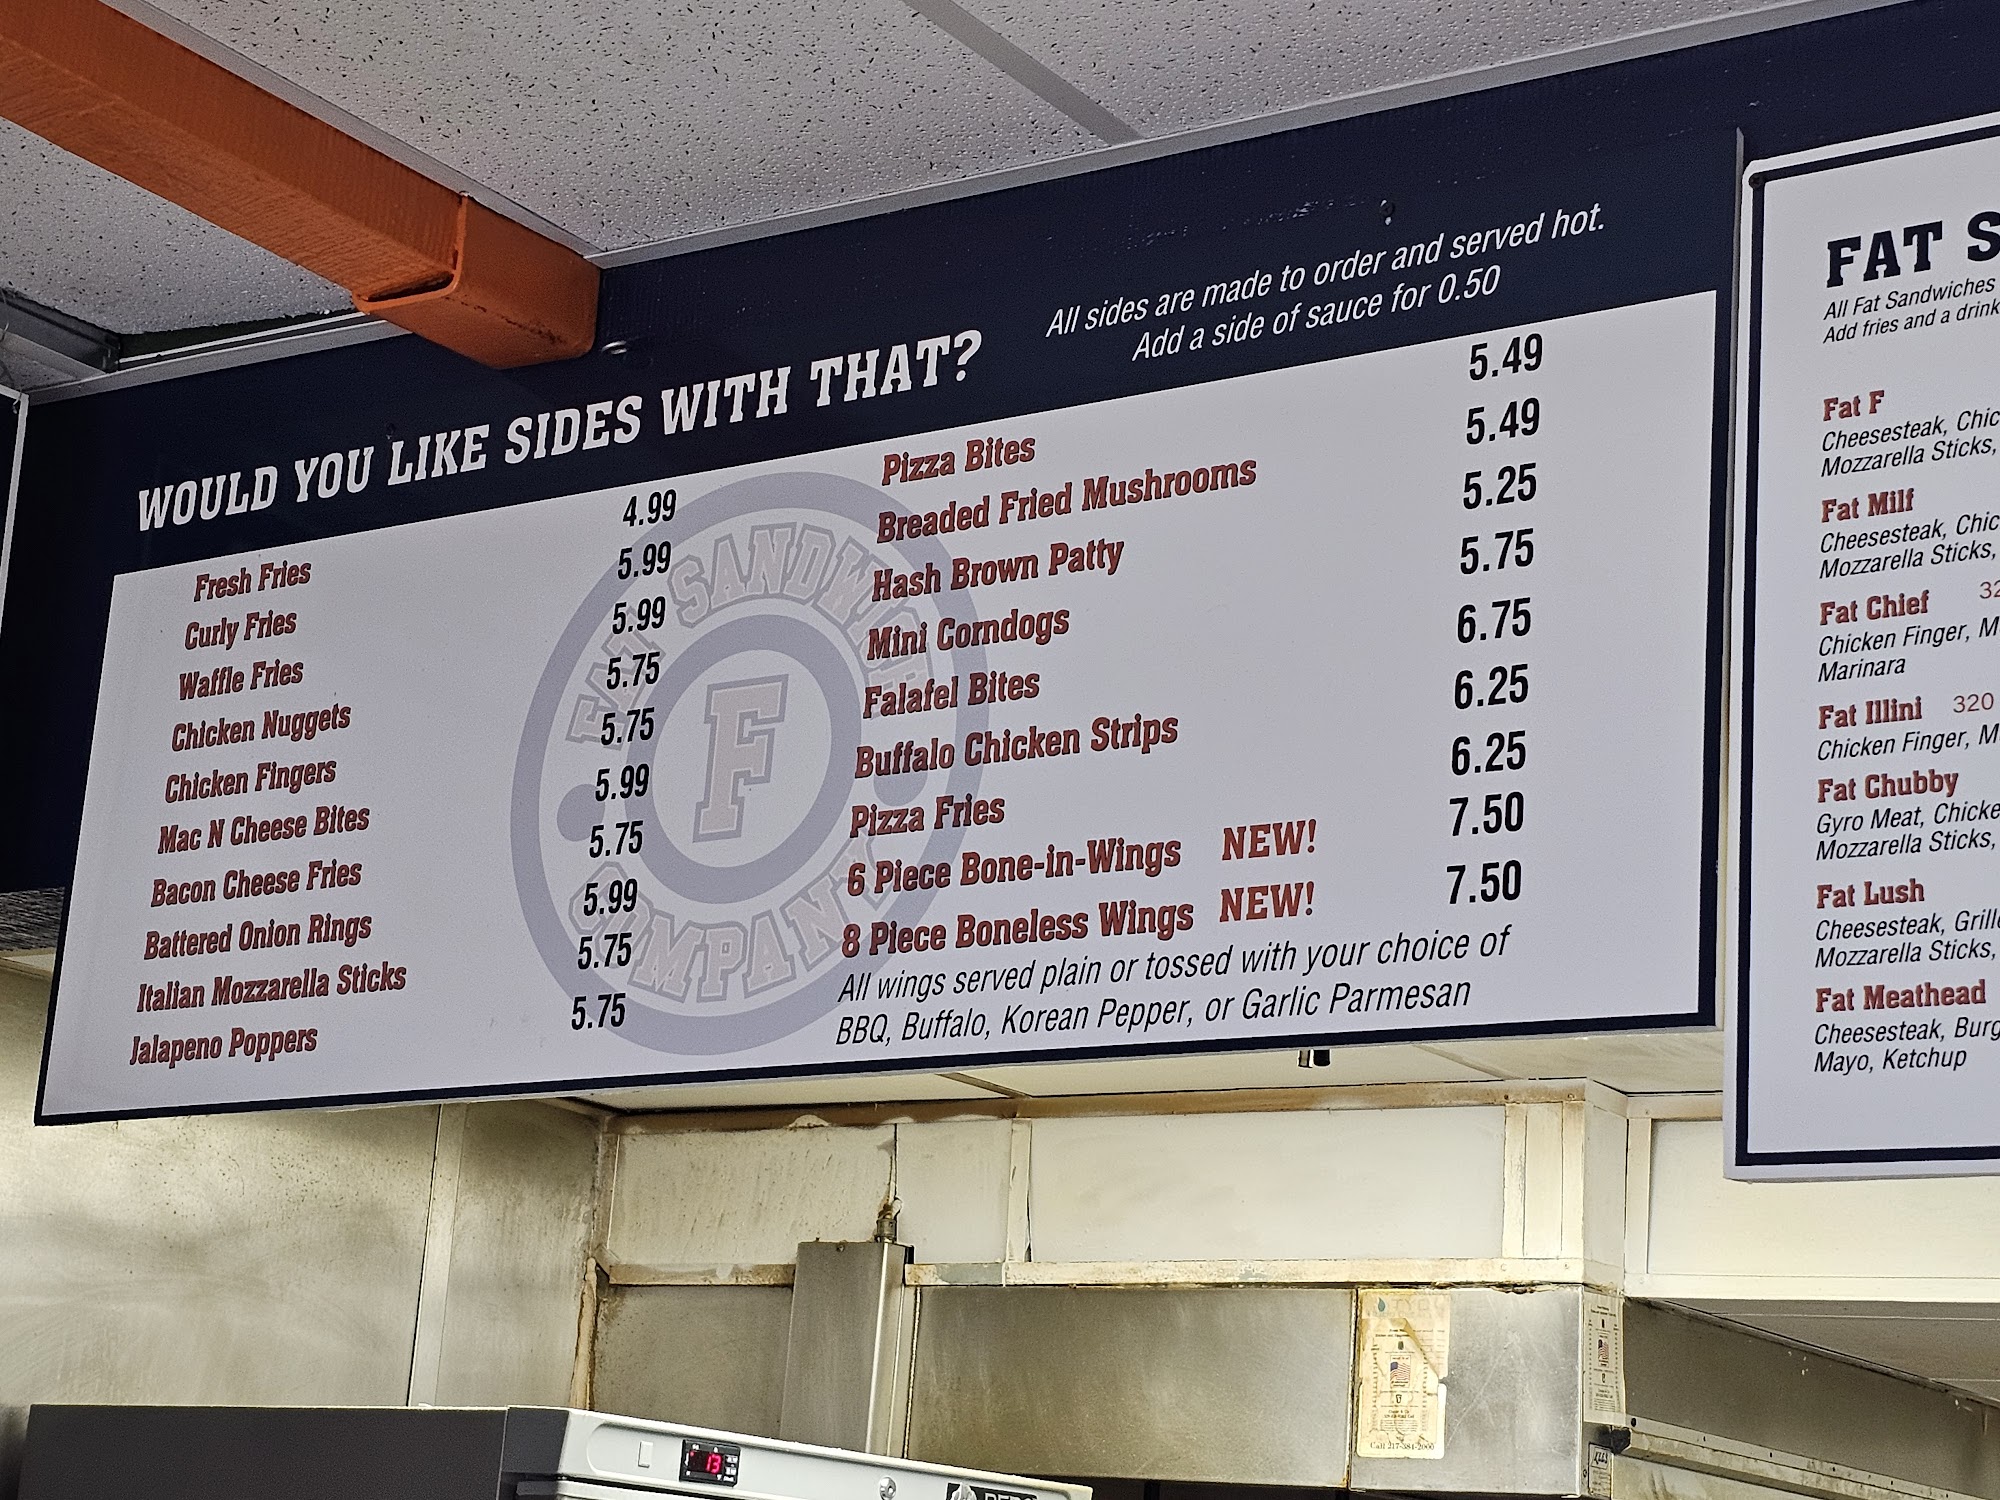 WOULD YOU LIKE SIDES WITH THAT?
All sides are made to order and served hot.
Add a side of sauce for 0.50
Fresh Fries 4.99
Curly Fries 5.99
Waffle Fries 5.99
Chicken Nuggets 5.75
Chicken Fingers 5.75
Mac N Cheese Bites 5.99
Bacon Cheese Fries 5.75
Battered Onion Rings 5.99
Italian Mozzarella Sticks 5.75
Jalapeno Poppers 5.75
FAT SANDWICH
F
COMPANY
Pizza Bites 5.49
Breaded Fried Mushrooms 5.49
Hash Brown Patty 5.25
Mini Corndogs 5.75
Falafel Bites 6.75
Buffalo Chicken Strips 6.25
Pizza Fries 6.25
6 Piece Bone-in-Wings NEW! 7.50
8 Piece Boneless Wings NEW! 7.50
All wings served plain or tossed with your choice of
BBQ, Buffalo, Korean Pepper, or Garlic Parmesan
FAT S
All Fat Sandwiches
Add fries and a drink
Fat F
Cheesesteak, Chic
Mozzarella Sticks,
Fat Milf
Cheesesteak, Chic
Mozzarella Sticks,
Fat Chief 32
Chicken Finger, M
Marinara
Fat Illini 320
Chicken Finger, M
Fat Chubby
Gyro Meat, Chicke
Mozzarella Sticks,
Fat Lush
Cheesesteak, Grille
Mozzarella Sticks,
Fat Meathead
Cheesesteak, Burg
Mayo, Ketchup
Call 217-384-2000
13